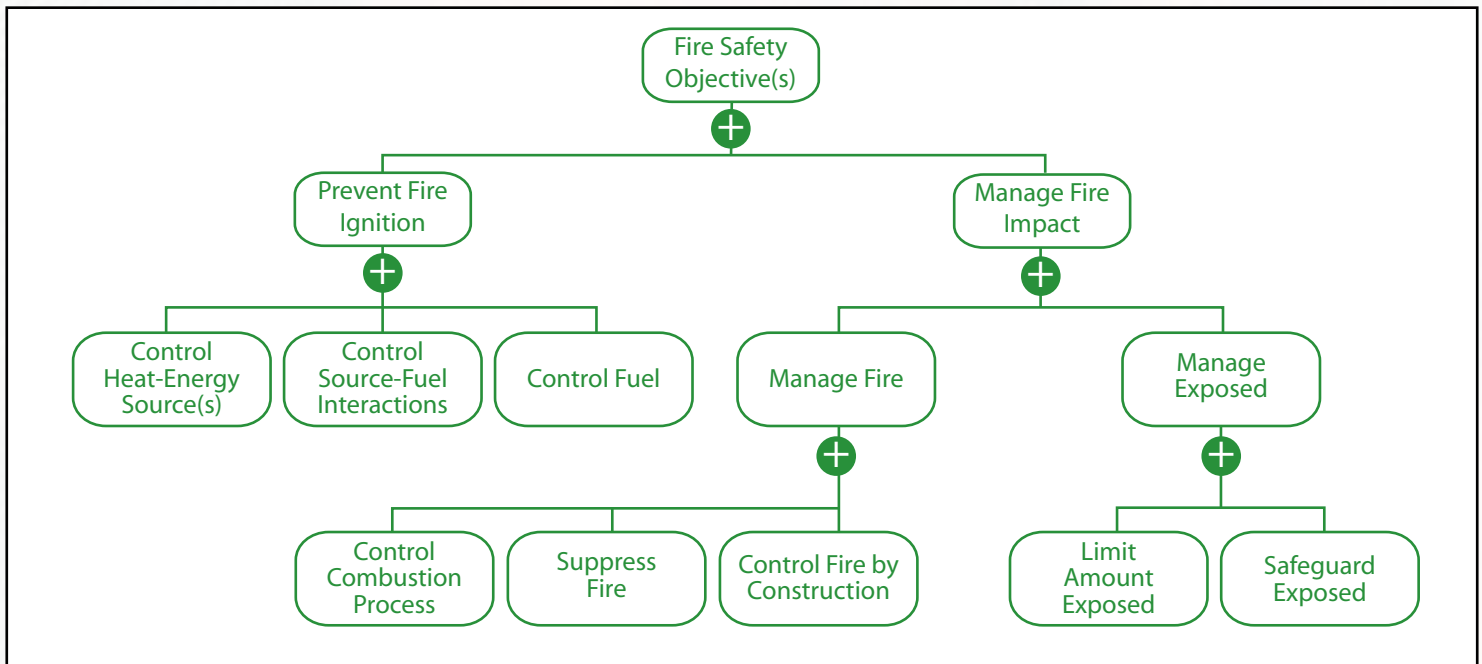 Fire Safety
Objective(s)
Prevent Fire
Ignition
Manage Fire
Impact
Control
Heat-Energy
Source(s)
Control
Source-Fuel
Interactions
Control Fuel
Manage Fire
Manage
Exposed
Control
Combustion
Process
Suppress
Fire
Control Fire by
Construction
Limit
Amount
Exposed
Safeguard
Exposed